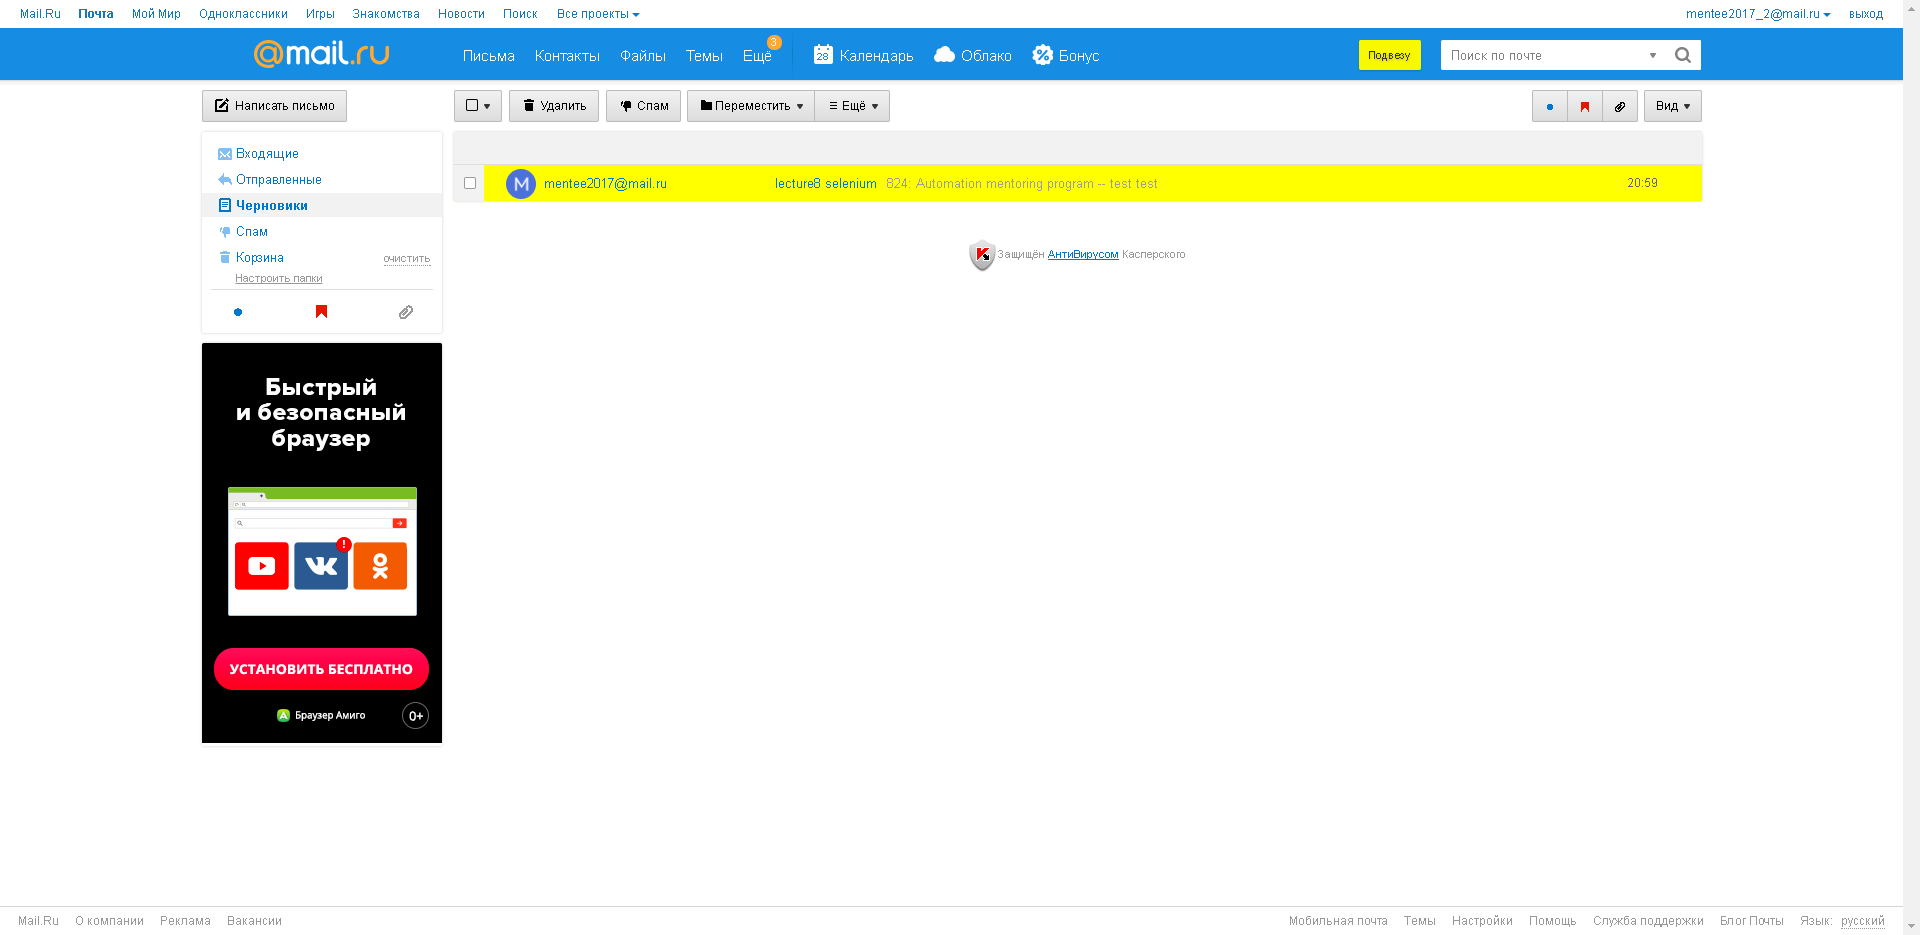 Mail.Ru Почта Мой Мир Одноклассники Игры Знакомства Новости Поиск Все проекты mentee2017_2@mail.ru выход
@mail.ru Письма Контакты Файлы Темы Ещё 3 28 Календарь Облако Бонус Подвезу Поиск по почте
Написать письмо Удалить Спам Переместить Ещё Вид
Входящие
Отправленные
Черновики
Спам
Корзина очистить
Настроить папки
M mentee2017@mail.ru lecture8 selenium 824: Automation mentoring program -- test test 20:59
Защищён АнтиВирусом Касперского
Быстрый
и безопасный
браузер
УСТАНОВИТЬ БЕСПЛАТНО
Браузер Амиго 0+
Mail.Ru О компании Реклама Вакансии Мобильная почта Темы Настройки Помощь Служба поддержки Блог Почты Язык: русский